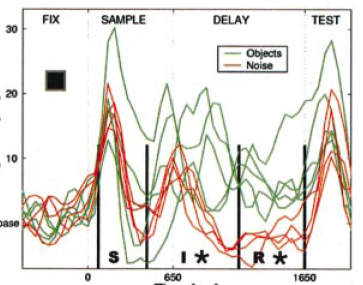 FIX SAMPLE DELAY TEST
30
Objects
Noise
20
10
base
S I * R *
0 650 1650